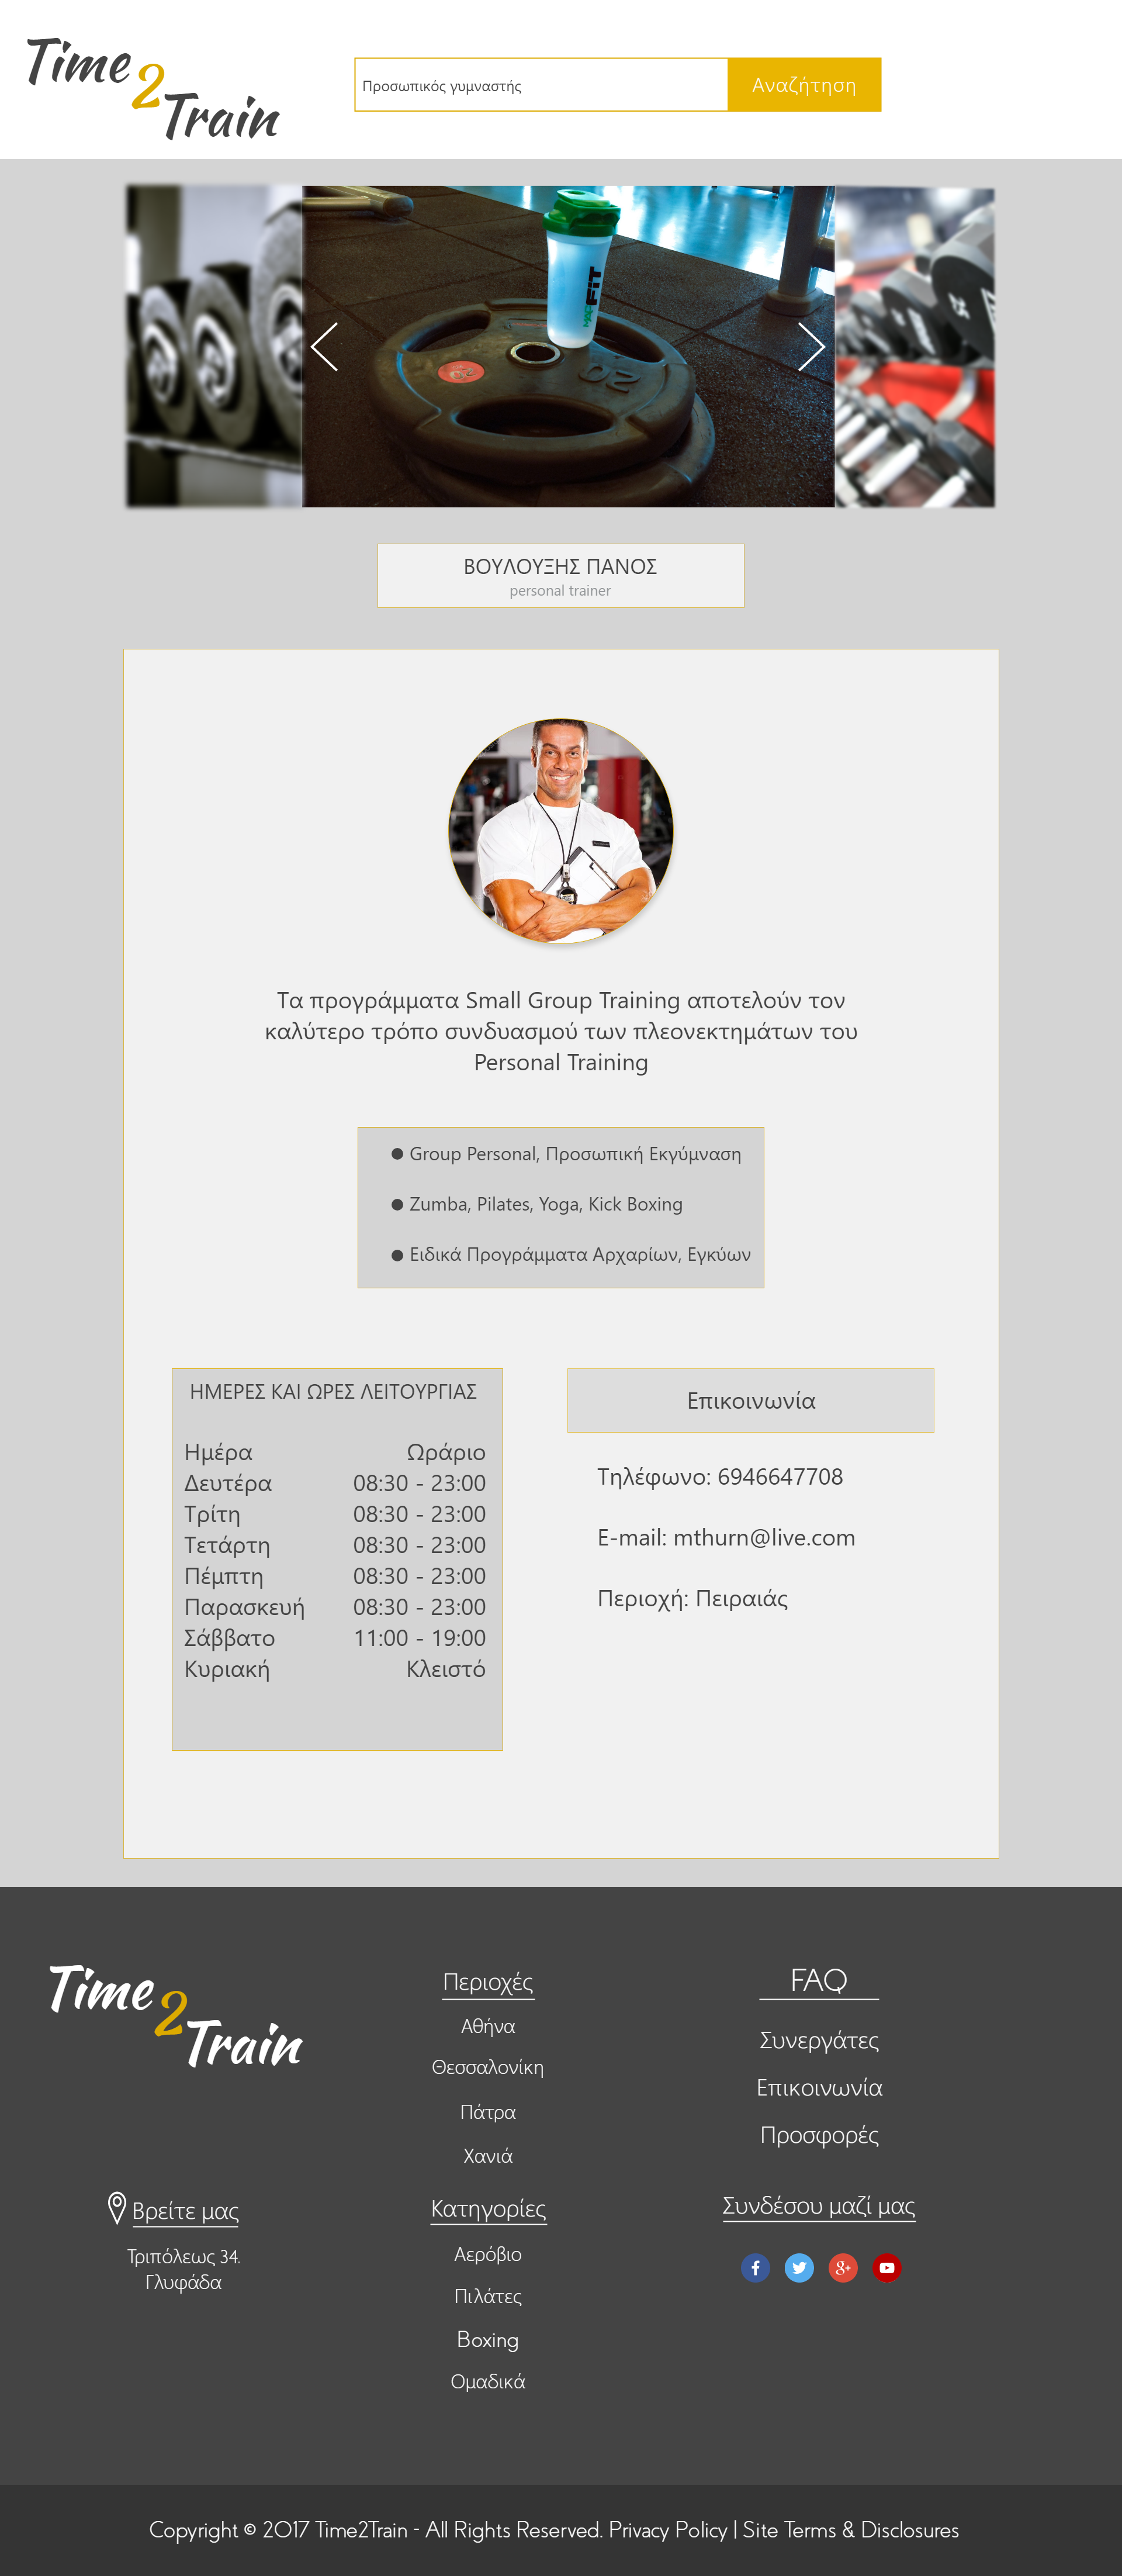 Time
2
Train
Προσωπικός γυμναστής
Αναζήτηση
FiT
ΒΟΥΛΟΥΞΗΣ ΠΑΝΟΣ
personal trainer
Τα προγράμματα Small Group Training αποτελούν τον
καλύτερο τρόπο συνδυασμού των πλεονεκτημάτων του
Personal Training
● Group Personal, Προσωπική Εκγύμναση
● Zumba, Pilates, Yoga, Kick Boxing
● Ειδικά Προγράμματα Αρχαρίων, Εγκύων
ΗΜΕΡΕΣ ΚΑΙ ΩΡΕΣ ΛΕΙΤΟΥΡΓΙΑΣ
Ημέρα Ωράριο
Δευτέρα 08:30 - 23:00
Τρίτη 08:30 - 23:00
Τετάρτη 08:30 - 23:00
Πέμπτη 08:30 - 23:00
Παρασκευή 08:30 - 23:00
Σάββατο 11:00 - 19:00
Κυριακή Κλειστό
Επικοινωνία
Τηλέφωνο: 6946647708
E-mail: mthurn@live.com
Περιοχή: Πειραιάς
Time
2
Train
Βρείτε μας
Τριπόλεως 34.
Γλυφάδα
Περιοχές
Αθήνα
Θεσσαλονίκη
Πάτρα
Χανιά
Κατηγορίες
Αερόβιο
Πιλάτες
Boxing
Ομαδικά
FAQ
Συνεργάτες
Επικοινωνία
Προσφορές
Συνδέσου μαζί μας
Copyright © 2017 Time2Train - All Rights Reserved. Privacy Policy | Site Terms & Disclosures